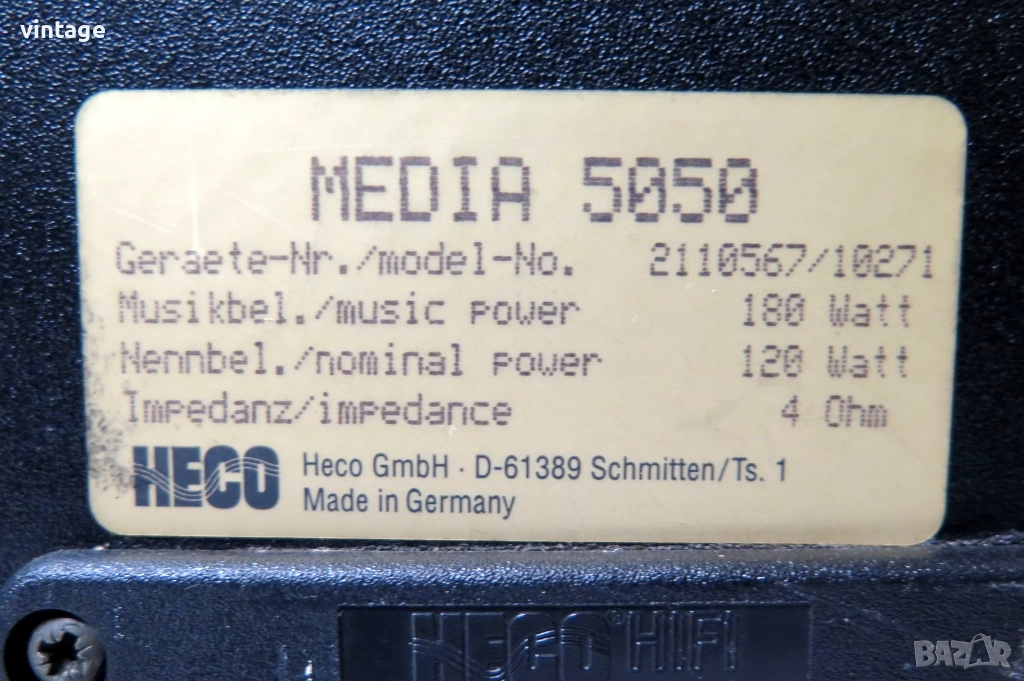 vintage
MEDIA 5050
Geraete-Nr./model-No. 2110567/10271
Musikbel./music power 180 Watt
Nennbel./nominal power 120 Watt
Impedanz/impedance 4 Ohm
HECO
Heco GmbH · D-61389 Schmitten/Ts. 1
Made in Germany
HECO HIFI
BAZAR